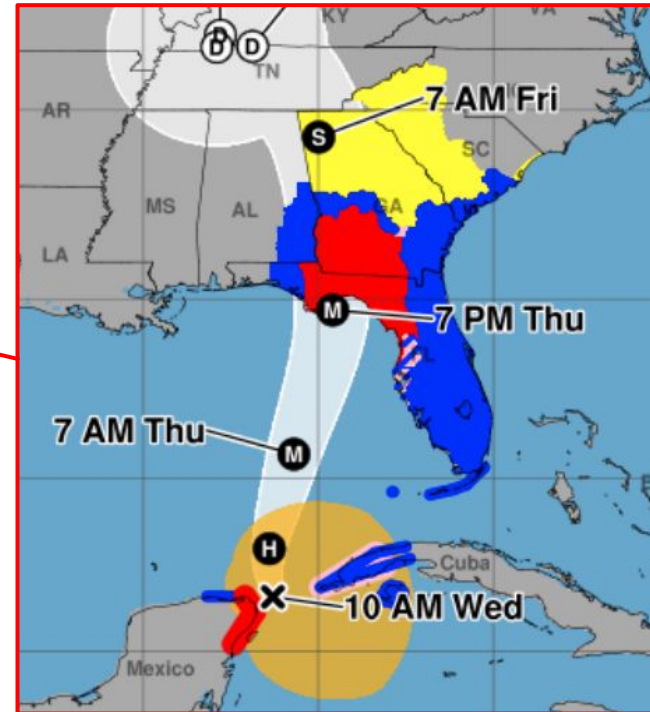 KY
VA
D
D D
TN
7 AM Fri
AR
S
SC
MS
AL
GA
LA
M
7 PM Thu
L
7 AM Thu
M
H
Cuba
10 AM Wed
Mexico